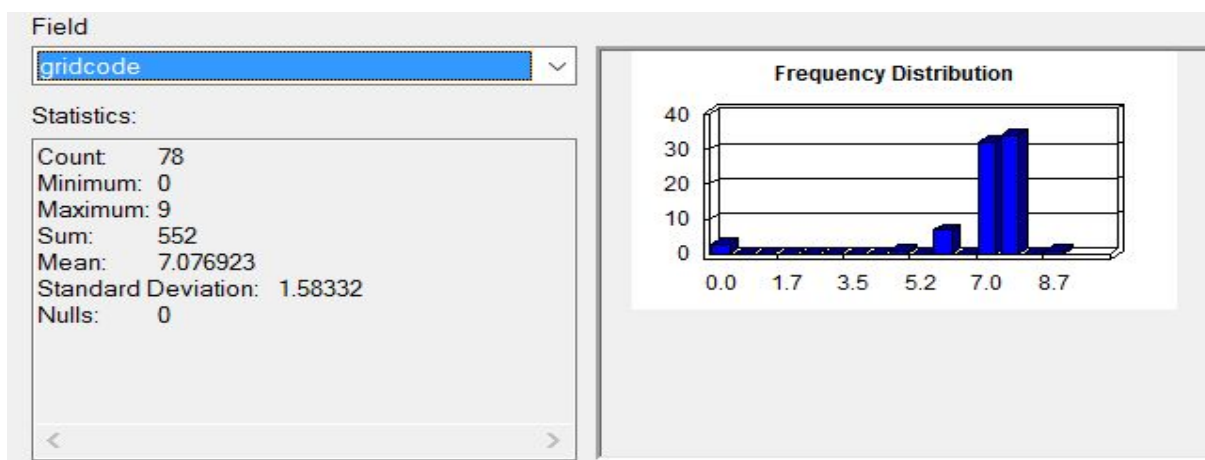 Field
gridcode
Statistics:
Count: 78
Minimum: 0
Maximum: 9
Sum: 552
Mean: 7.076923
Standard Deviation: 1.58332
Nulls: 0
Frequency Distribution
40
30
20
10
0
0.0 1.7 3.5 5.2 7.0 8.7